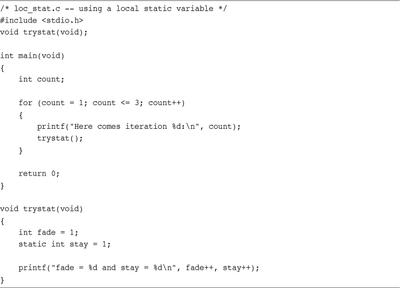 /* loc_stat.c -- using a local static variable */
#include <stdio.h>
void trystat(void);

int main(void)
{
    int count;

    for (count = 1; count <= 3; count++)
    {
        printf("Here comes iteration %d:\n", count);
        trystat();
    }

    return 0;
}

void trystat(void)
{
    int fade = 1;
    static int stay = 1;

    printf("fade = %d and stay = %d\n", fade++, stay++);
}